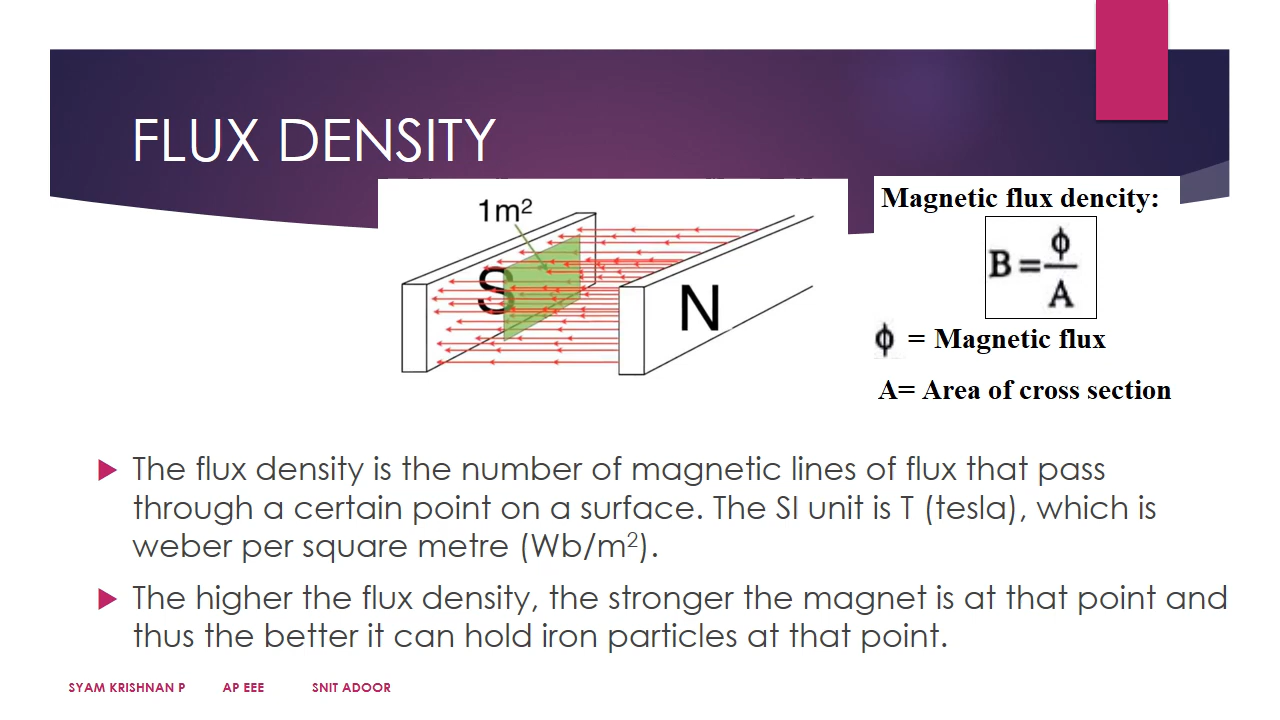 FLUX DENSITY
1m²
S
N
Magnetic flux dencity:
B = ϕ/A
ϕ = Magnetic flux
A= Area of cross section
The flux density is the number of magnetic lines of flux that pass
through a certain point on a surface. The SI unit is T (tesla), which is
weber per square metre (Wb/m²).
The higher the flux density, the stronger the magnet is at that point and
thus the better it can hold iron particles at that point.
SYAM KRISHNAN P AP EEE SNIT ADOOR